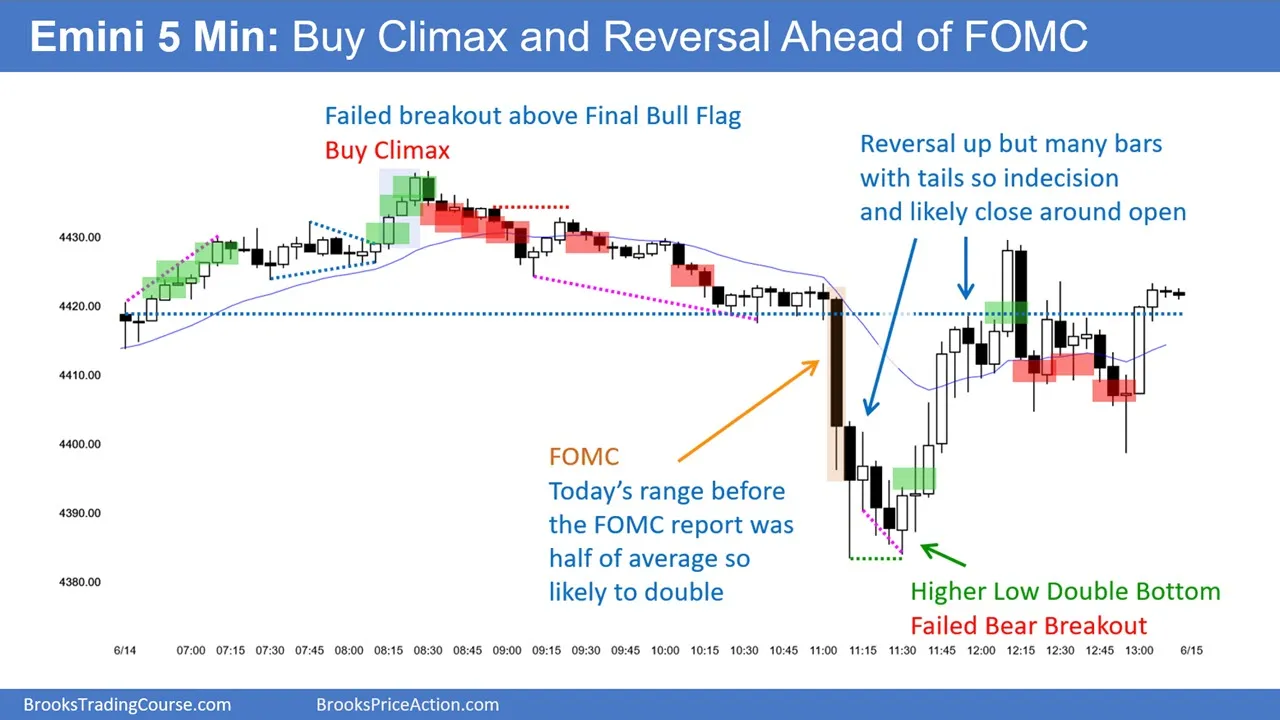 Emini 5 Min: Buy Climax and Reversal Ahead of FOMC
Failed breakout above Final Bull Flag
Buy Climax
Reversal up but many bars
with tails so indecision
and likely close around open
4430.00
4420.00
4410.00
4400.00
4390.00
4380.00
FOMC
Today's range before
the FOMC report was
half of average so
likely to double
Higher Low Double Bottom
Failed Bear Breakout
6/14 07:00 07:15 07:30 07:45 08:00 08:15 08:30 08:45 09:00 09:15 09:30 09:45 10:00 10:15 10:30 10:45 11:00 11:15 11:30 11:45 12:00 12:15 12:30 12:45 13:00 6/15
BrooksTradingCourse.com BrooksPriceAction.com